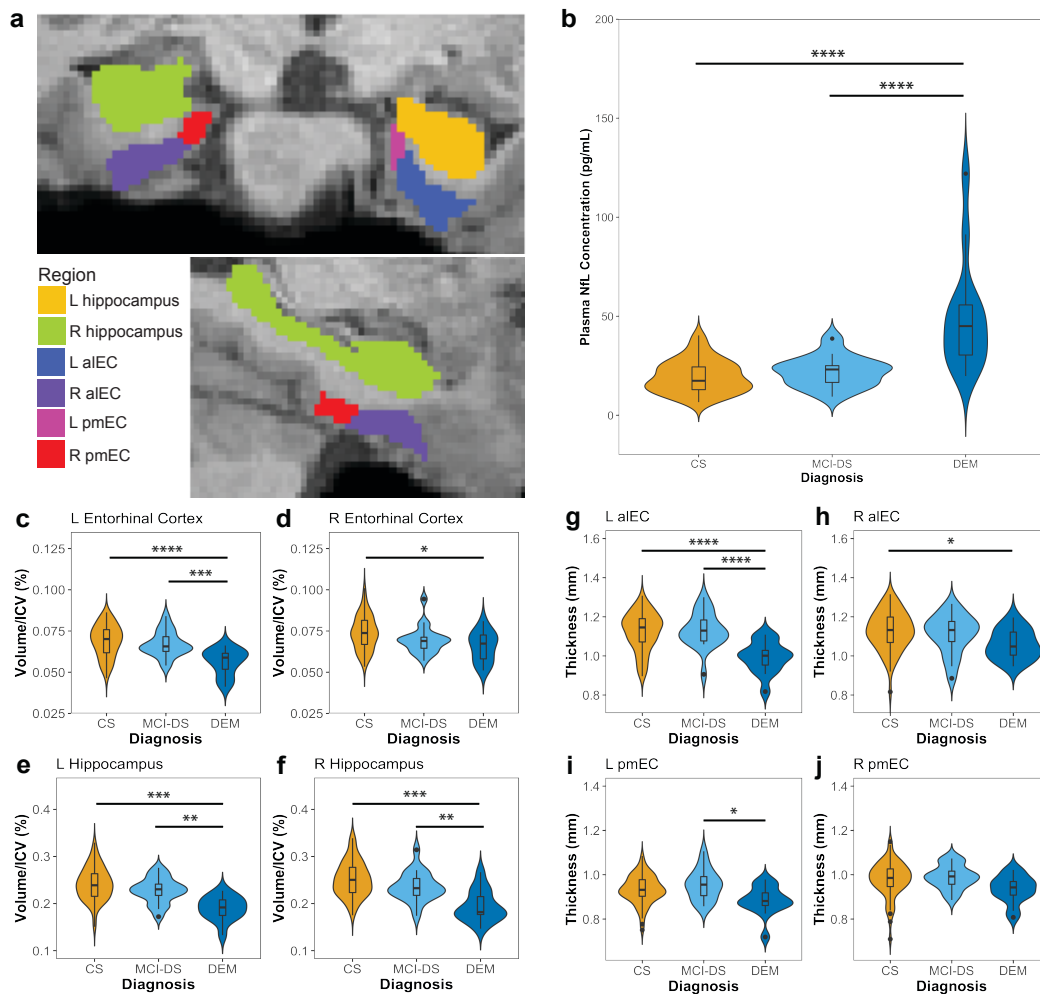 a
Region
L hippocampus
R hippocampus
L alEC
R alEC
L pmEC
R pmEC
b
200
150
100
50
0
Plasma NfL Concentration (pg/mL)
****
****
CS
MCI-DS
DEM
Diagnosis
c
L Entorhinal Cortex
0.125
0.100
0.075
0.050
0.025
Volume/ICV (%)
****
***
CS
MCI-DS
DEM
Diagnosis
d
R Entorhinal Cortex
0.125
0.100
0.075
0.050
0.025
Volume/ICV (%)
*
CS
MCI-DS
DEM
Diagnosis
e
L Hippocampus
0.4
0.3
0.2
0.1
Volume/ICV (%)
***
**
CS
MCI-DS
DEM
Diagnosis
f
R Hippocampus
0.4
0.3
0.2
0.1
Volume/ICV (%)
***
**
CS
MCI-DS
DEM
Diagnosis
g
L alEC
1.6
1.4
1.2
1.0
0.8
Thickness (mm)
****
****
CS
MCI-DS
DEM
Diagnosis
h
R alEC
1.6
1.4
1.2
1.0
0.8
Thickness (mm)
*
CS
MCI-DS
DEM
Diagnosis
i
L pmEC
1.4
1.2
1.0
0.8
Thickness (mm)
*
CS
MCI-DS
DEM
Diagnosis
j
R pmEC
1.4
1.2
1.0
0.8
Thickness (mm)
CS
MCI-DS
DEM
Diagnosis